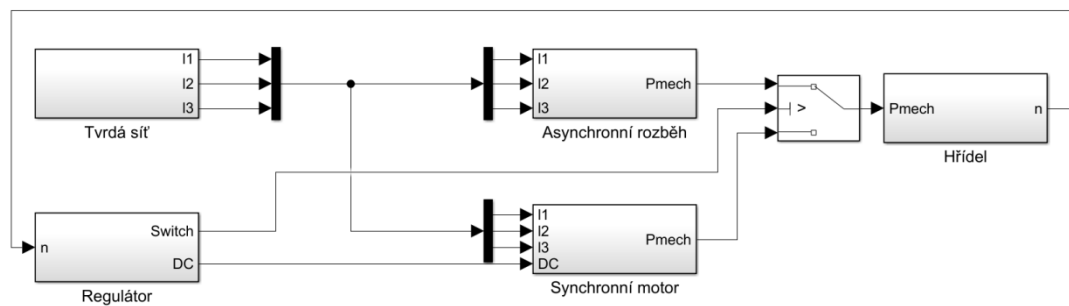 I1
I2
I3
Tvrdá síť
I1
I2
I3
Pmech
Asynchronní rozběh
>
Pmech
n
Hřídel
n
Switch
DC
Regulátor
I1
I2
I3
DC
Pmech
Synchronní motor